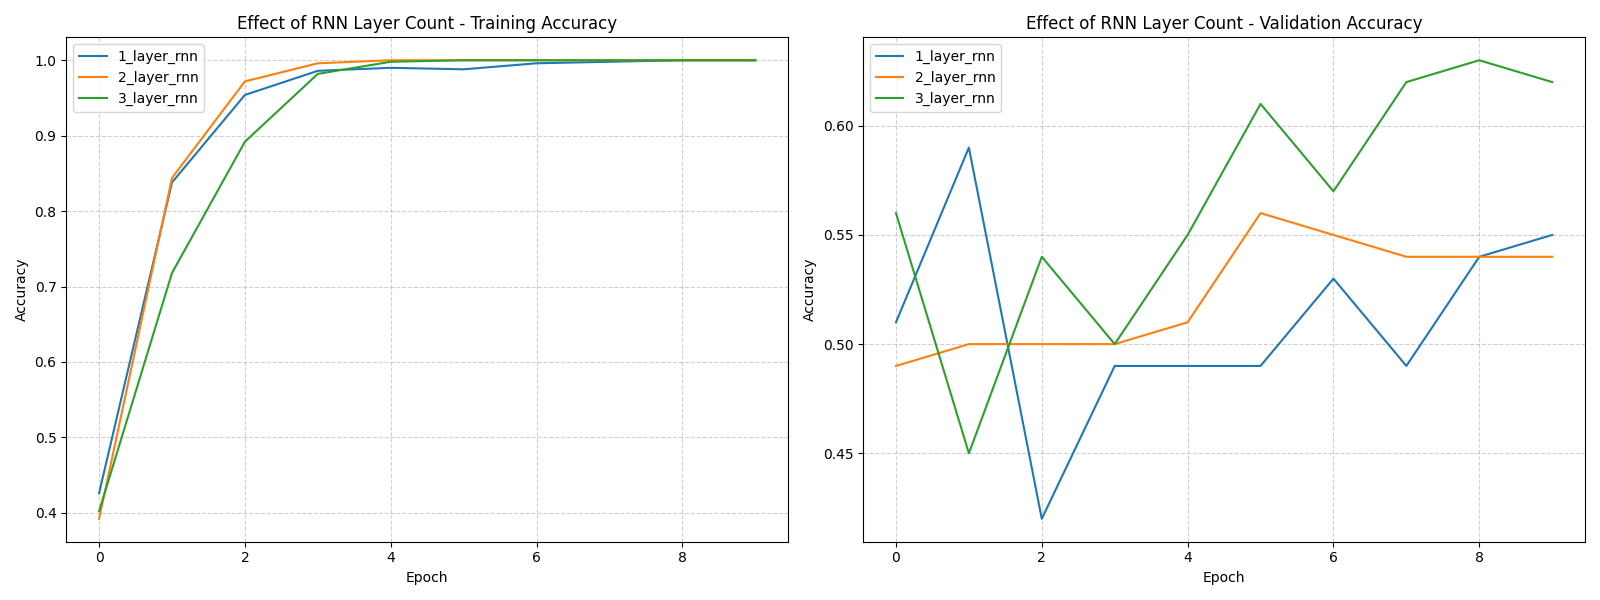 Effect of RNN Layer Count - Training Accuracy
1_layer_rnn
2_layer_rnn
3_layer_rnn
1.0
0.9
0.8
0.7
0.6
0.5
0.4
Accuracy
0 2 4 6 8
Epoch
Effect of RNN Layer Count - Validation Accuracy
1_layer_rnn
2_layer_rnn
3_layer_rnn
0.60
0.55
0.50
0.45
Accuracy
0 2 4 6 8
Epoch